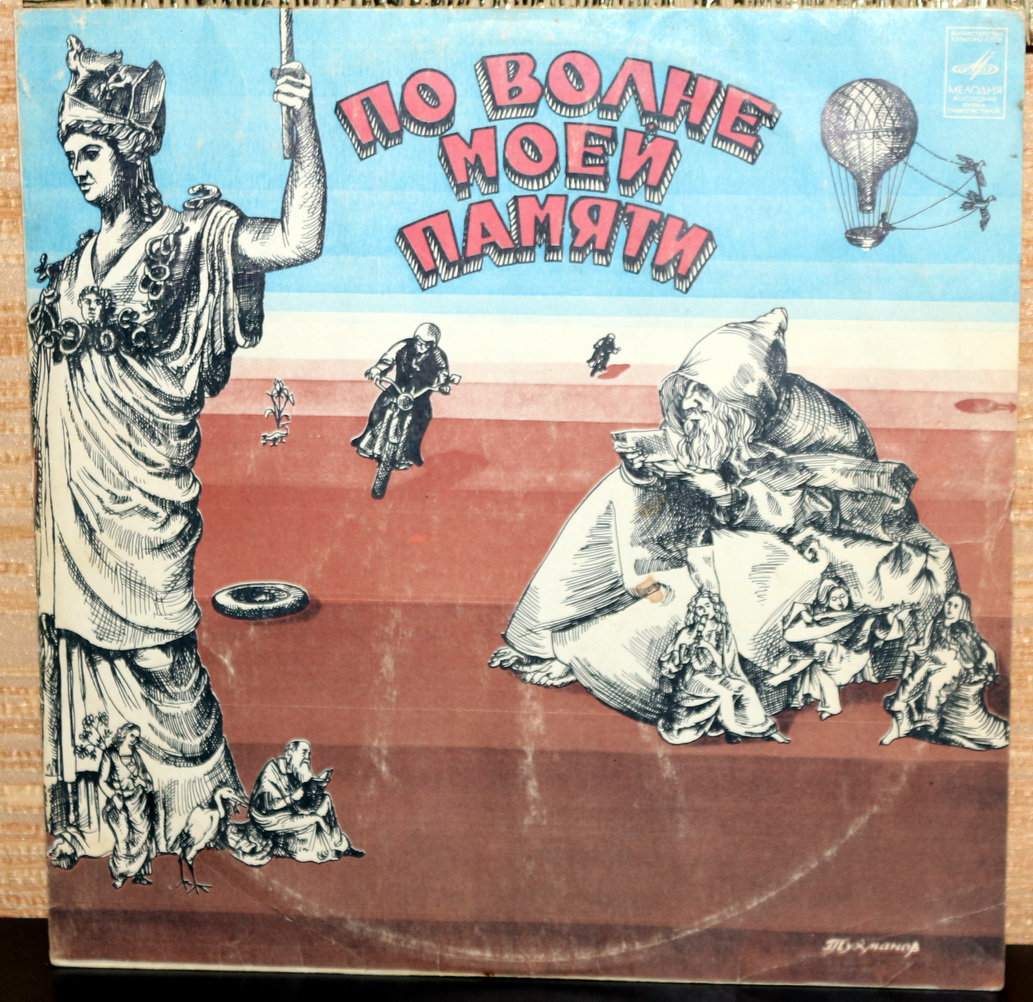 ПО ВОЛНЕ
МОЕЙ
ПАМЯТИ
МЕЛОДИЯ
Тухманов